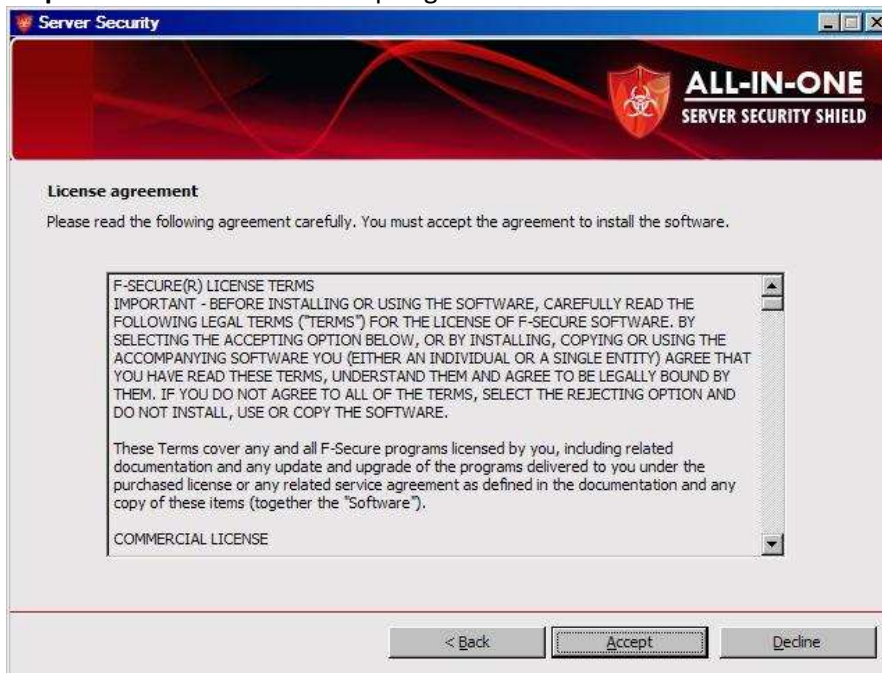 Server Security
ALL-IN-ONE
SERVER SECURITY SHIELD
License agreement
Please read the following agreement carefully. You must accept the agreement to install the software.
F-SECURE(R) LICENSE TERMS
IMPORTANT - BEFORE INSTALLING OR USING THE SOFTWARE, CAREFULLY READ THE
FOLLOWING LEGAL TERMS ("TERMS") FOR THE LICENSE OF F-SECURE SOFTWARE. BY
SELECTING THE ACCEPTING OPTION BELOW, OR BY INSTALLING, COPYING OR USING THE
ACCOMPANYING SOFTWARE YOU (EITHER AN INDIVIDUAL OR A SINGLE ENTITY) AGREE THAT
YOU HAVE READ THESE TERMS, UNDERSTAND THEM AND AGREE TO BE LEGALLY BOUND BY
THEM. IF YOU DO NOT AGREE TO ALL OF THE TERMS, SELECT THE REJECTING OPTION AND
DO NOT INSTALL, USE OR COPY THE SOFTWARE.
These Terms cover any and all F-Secure programs licensed by you, including related
documentation and any update and upgrade of the programs delivered to you under the
purchased license or any related service agreement as defined in the documentation and any
copy of these items (together the "Software").
COMMERCIAL LICENSE
< Back
Accept
Decline